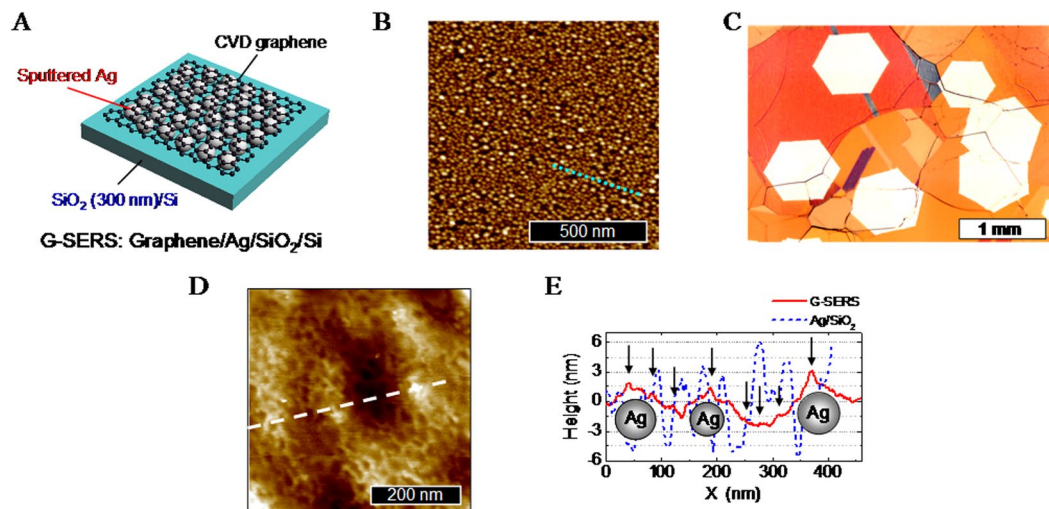 A
CVD graphene
Sputtered Ag
SiO₂ (300 nm)/Si
G-SERS: Graphene/Ag/SiO₂/Si
B
500 nm
C
1 mm
D
200 nm
E
G-SERS
Ag/SiO₂
Height (nm)
6
3
0
-3
-6
Ag
Ag
Ag
0 100 200 300 400
X (nm)